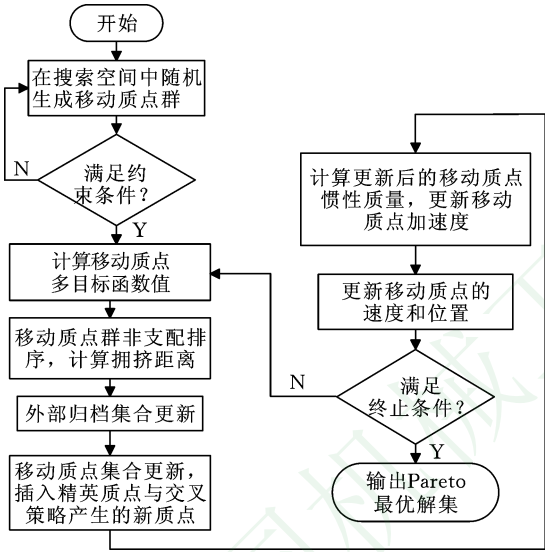 开始
在搜索空间中随机
生成移动质点群
N
满足约
束条件?
Y
计算移动质点
多目标函数值
移动质点群非支配排
序，计算拥挤距离
外部归档集合更新
移动质点集合更新，
插入精英质点与交叉
策略产生的新质点
计算更新后的移动质点
惯性质量，更新移动
质点加速度
更新移动质点的
速度和位置
N
满足
终止条件?
Y
输出Pareto
最优解集